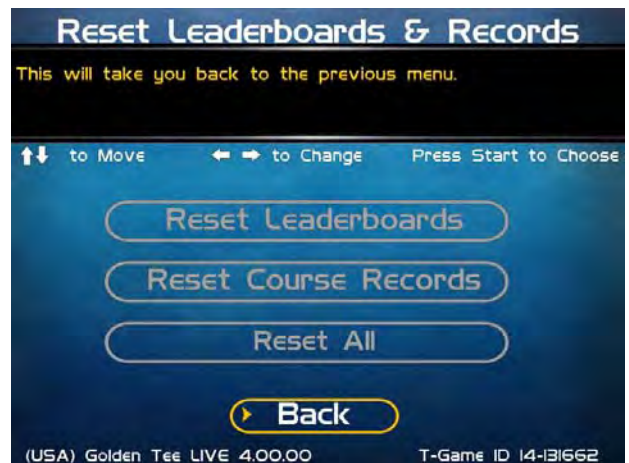 Reset Leaderboards & Records
This will take you back to the previous menu.
to Move to Change Press Start to Choose
Reset Leaderboards
Reset Course Records
Reset All
Back
(USA) Golden Tee LIVE 4.00.00 T-Game ID 14-131662